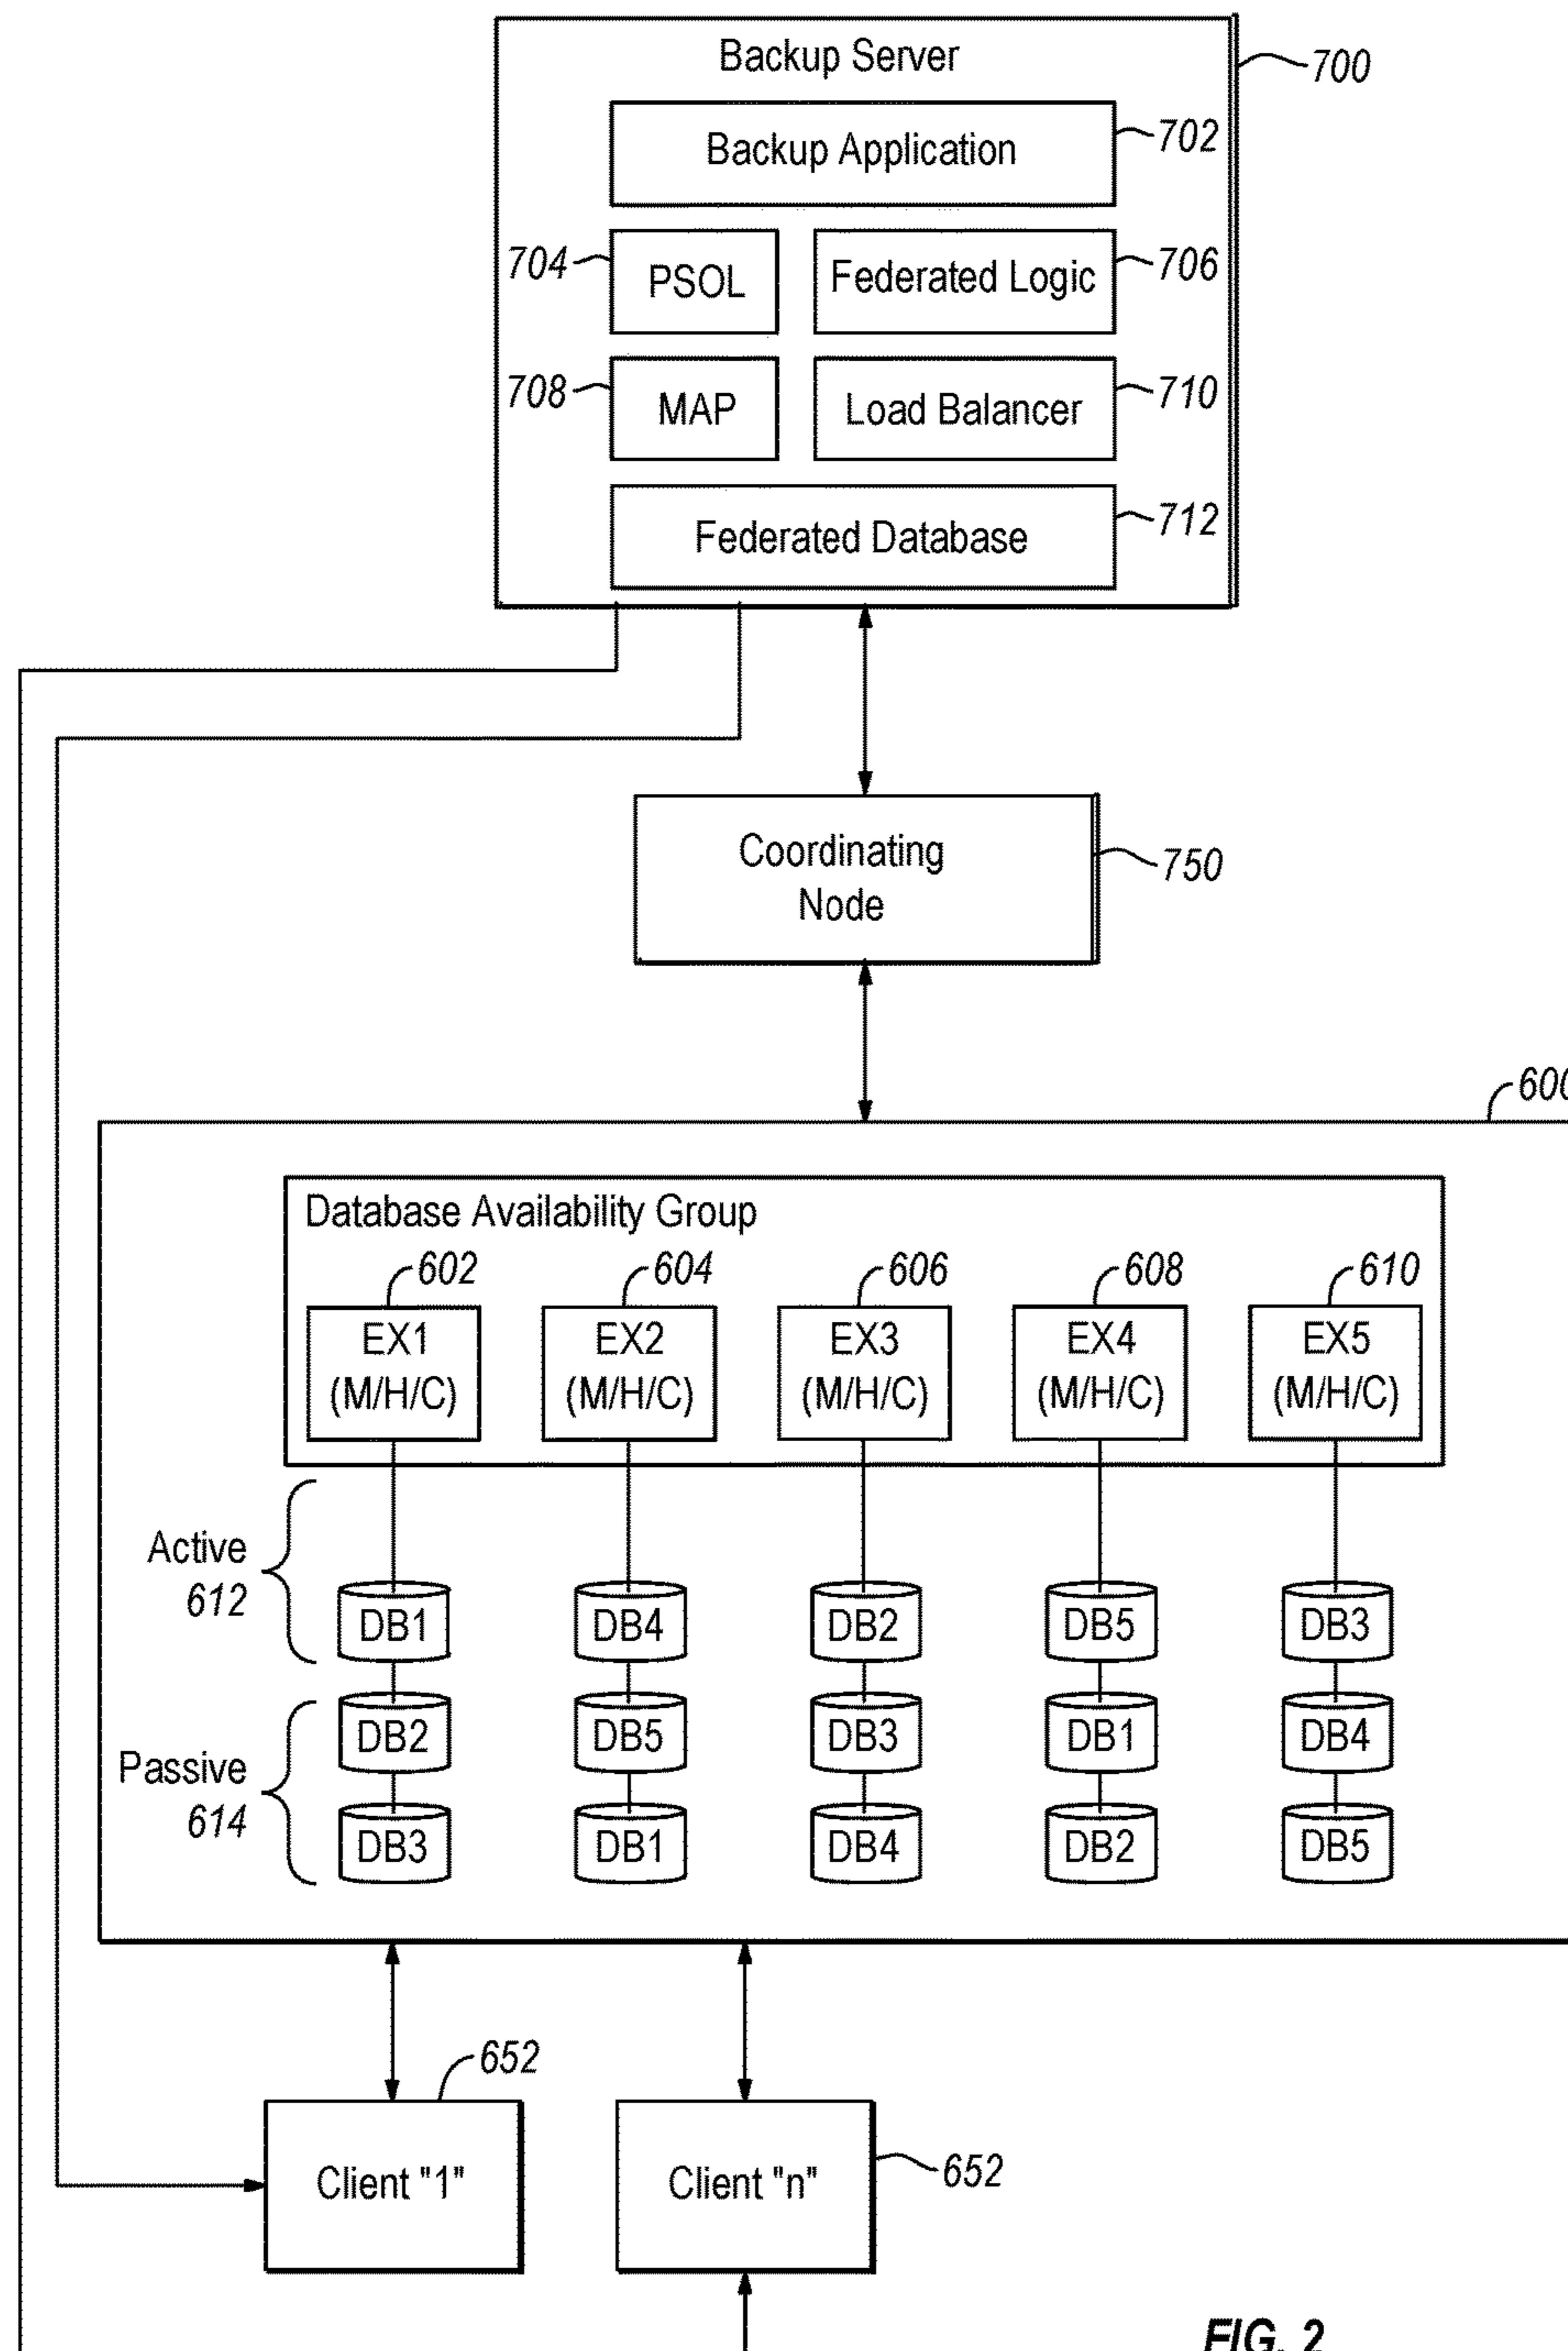 Backup Server
700
Backup Application
702
704
PSOL
Federated Logic
706
708
MAP
Load Balancer
710
Federated Database
712
Coordinating
Node
750
600
Database Availability Group
602
604
606
608
610
EX1
(M/H/C)
EX2
(M/H/C)
EX3
(M/H/C)
EX4
(M/H/C)
EX5
(M/H/C)
Active
612
DB1
DB4
DB2
DB5
DB3
Passive
614
DB2
DB5
DB3
DB1
DB4
DB3
DB1
DB4
DB2
DB5
652
Client "1"
Client "n"
652
FIG. 2